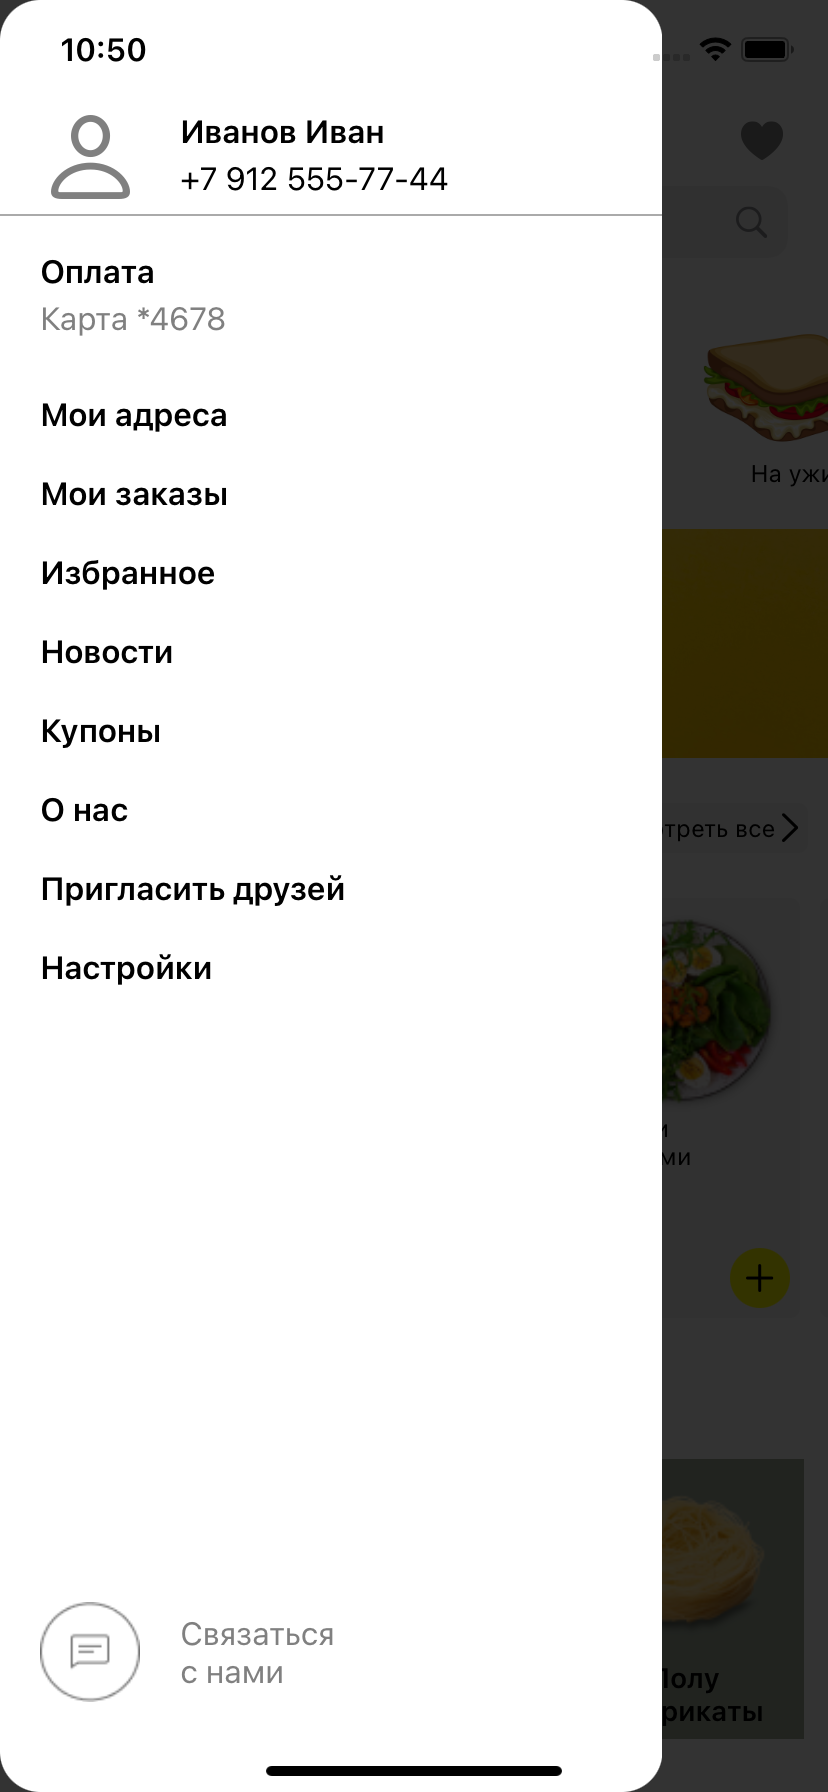 10:50
Иванов Иван
+7 912 555-77-44
Оплата
Карта *4678
На ужи
Мои адреса
Мои заказы
Избранное
Новости
Купоны
О нас
треть все
Пригласить друзей
Настройки
и
ми
Связаться
с нами
Полу
рикаты